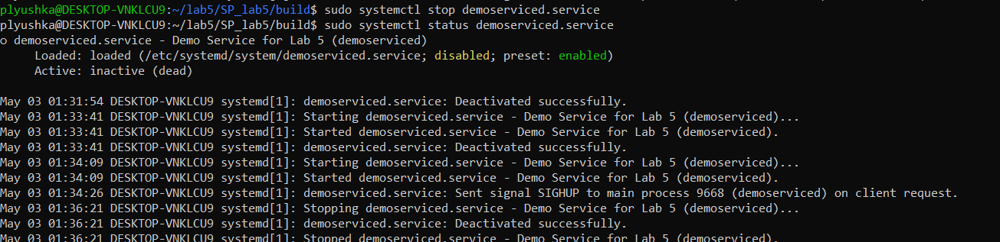 plyushka@DESKTOP-VNKLCU9:~/lab5/SP_lab5/build$ sudo systemctl stop demoserviced.service
plyushka@DESKTOP-VNKLCU9:~/lab5/SP_lab5/build$ sudo systemctl status demoserviced.service
o demoserviced.service - Demo Service for Lab 5 (demoserviced)
     Loaded: loaded (/etc/systemd/system/demoserviced.service; disabled; preset: enabled)
     Active: inactive (dead)

May 03 01:31:54 DESKTOP-VNKLCU9 systemd[1]: demoserviced.service: Deactivated successfully.
May 03 01:33:41 DESKTOP-VNKLCU9 systemd[1]: Starting demoserviced.service - Demo Service for Lab 5 (demoserviced)...
May 03 01:33:41 DESKTOP-VNKLCU9 systemd[1]: Started demoserviced.service - Demo Service for Lab 5 (demoserviced).
May 03 01:33:41 DESKTOP-VNKLCU9 systemd[1]: demoserviced.service: Deactivated successfully.
May 03 01:34:09 DESKTOP-VNKLCU9 systemd[1]: Starting demoserviced.service - Demo Service for Lab 5 (demoserviced)...
May 03 01:34:09 DESKTOP-VNKLCU9 systemd[1]: Started demoserviced.service - Demo Service for Lab 5 (demoserviced).
May 03 01:34:26 DESKTOP-VNKLCU9 systemd[1]: demoserviced.service: Sent signal SIGHUP to main process 9668 (demoserviced) on client request.
May 03 01:36:21 DESKTOP-VNKLCU9 systemd[1]: Stopping demoserviced.service - Demo Service for Lab 5 (demoserviced)...
May 03 01:36:21 DESKTOP-VNKLCU9 systemd[1]: demoserviced.service: Deactivated successfully.
May 03 01:36:21 DESKTOP-VNKLCU9 systemd[1]: Stopped demoserviced.service - Demo Service for Lab 5 (demoserviced).